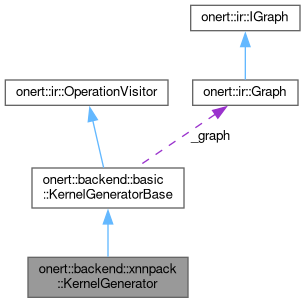 onert::ir::IGraph
onert::ir::OperationVisitor
onert::ir::Graph
_graph
onert::backend::basic
::KernelGeneratorBase
onert::backend::xnnpack
::KernelGenerator